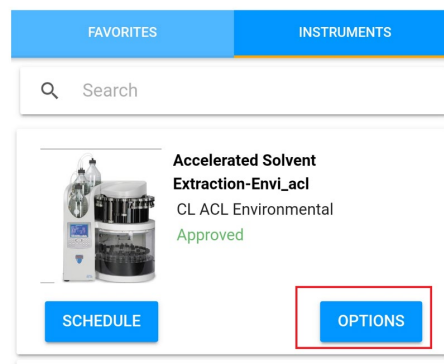 FAVORITES
INSTRUMENTS
Search
Accelerated Solvent
Extraction-Envi_acl
CL ACL Environmental
Approved
SCHEDULE
OPTIONS